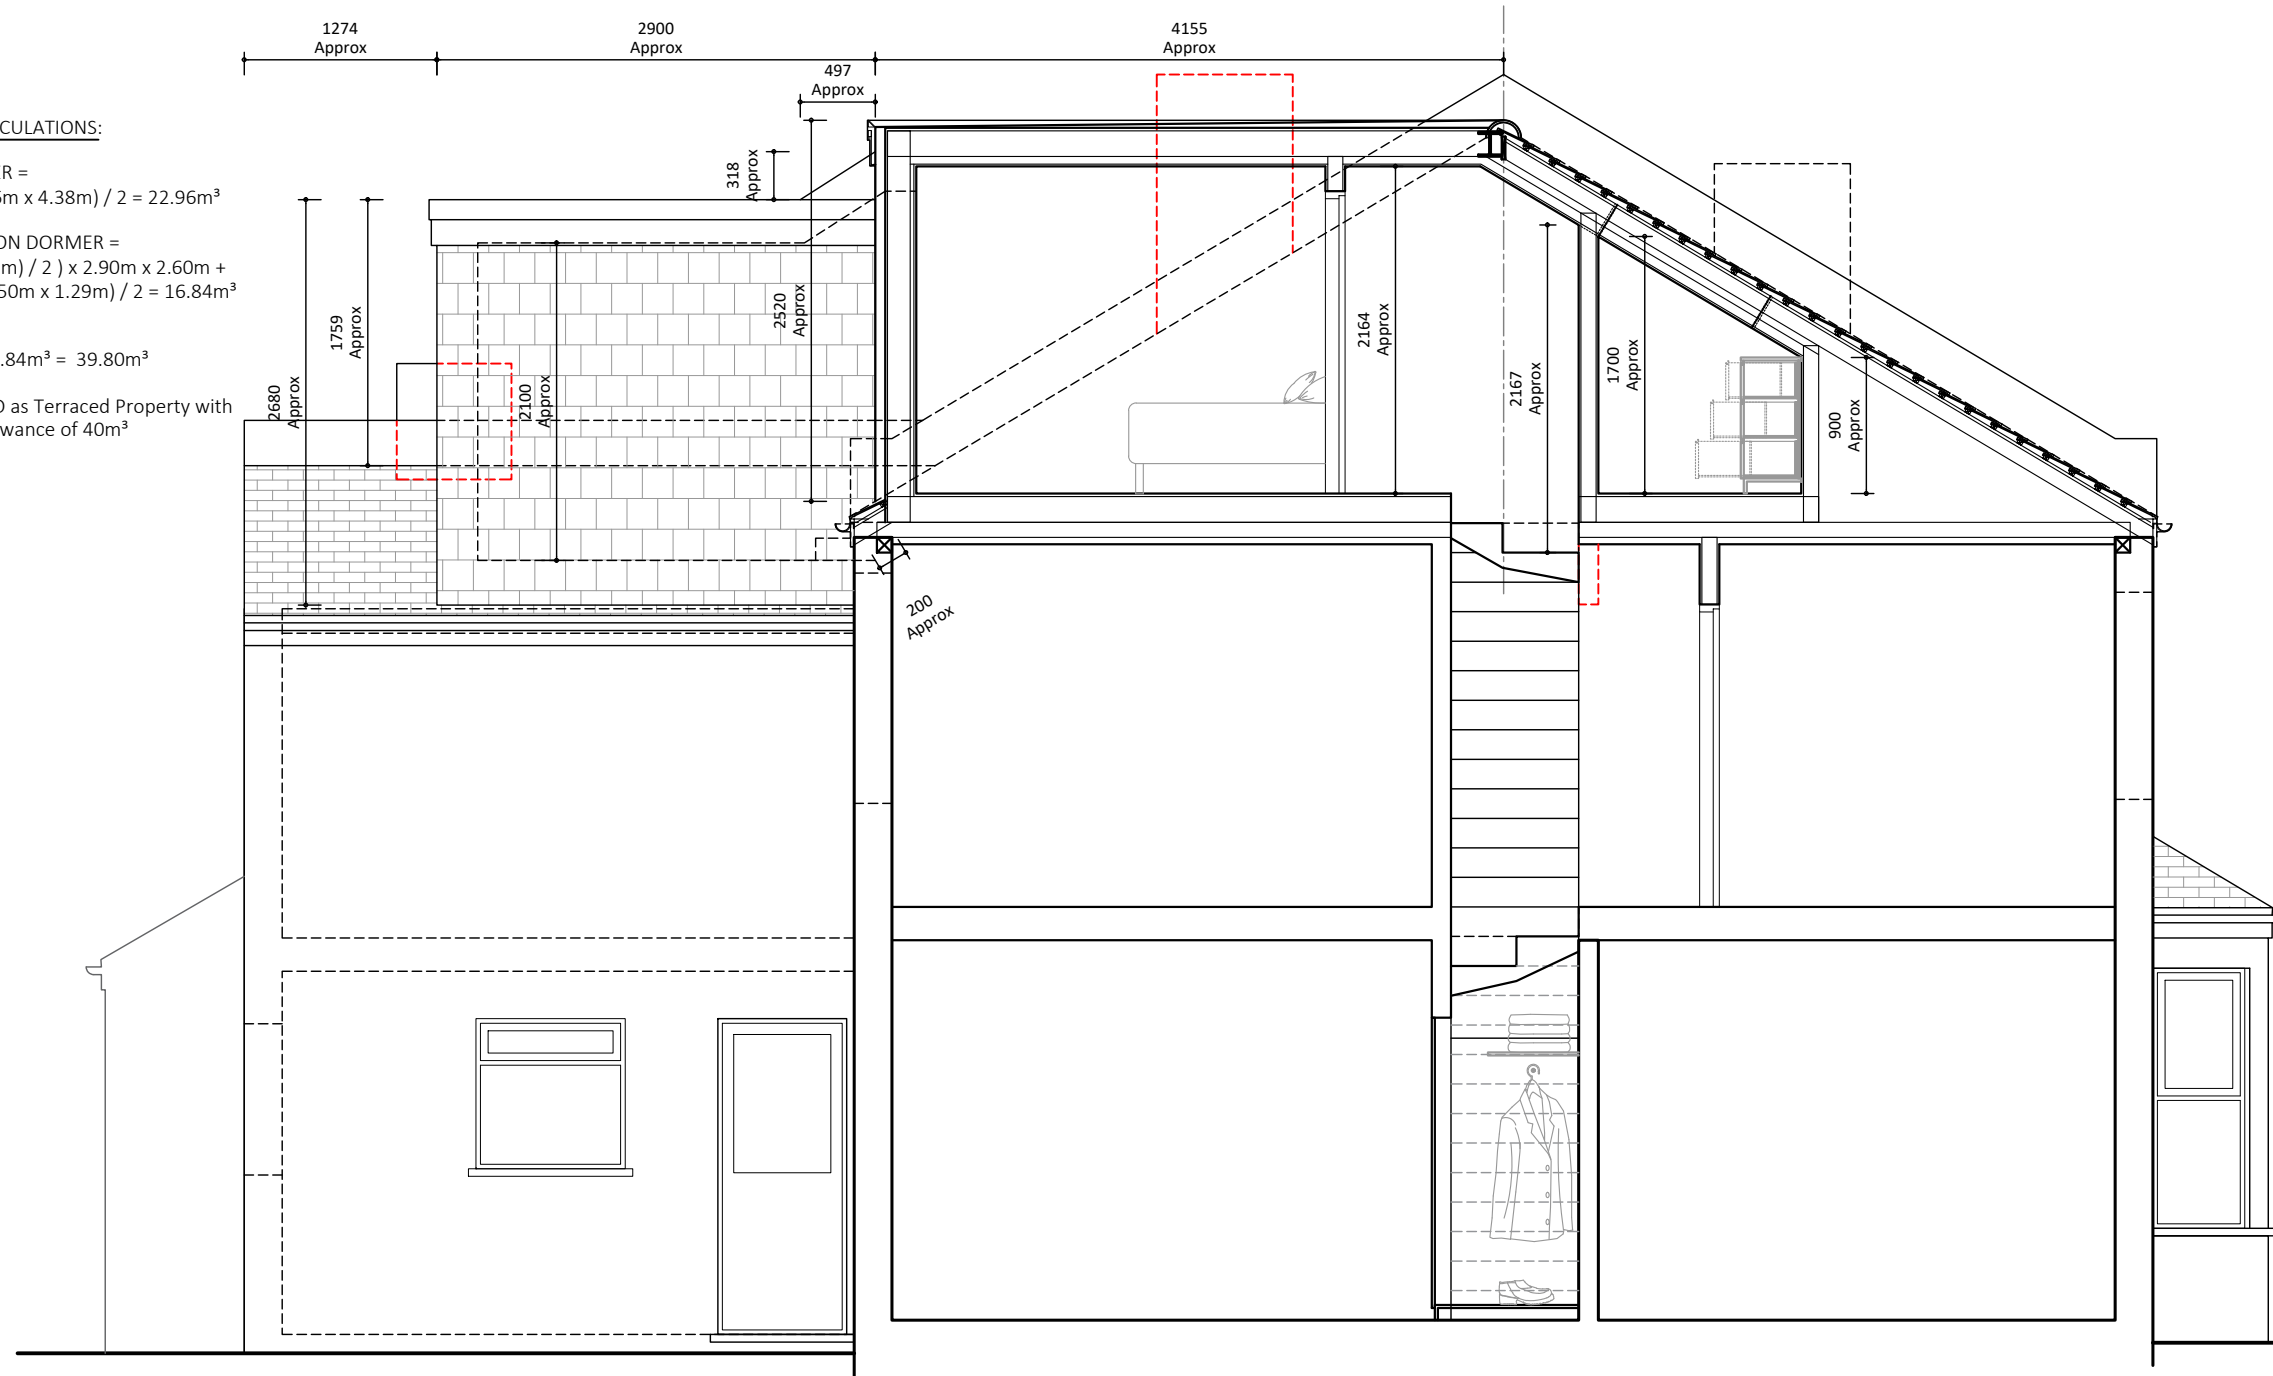 1274
Approx
2900
Approx
4155
Approx
497
Approx
CULATIONS:
R =
m x 4.38m) / 2 = 22.96m³
ON DORMER =
m) / 2 ) x 2.90m x 2.60m +
50m x 1.29m) / 2 = 16.84m³
.84m³ = 39.80m³
as Terraced Property with
wance of 40m³
318
Approx
1759
Approx
2680
Approx
2100
Approx
2520
Approx
2164
Approx
2167
Approx
1700
Approx
900
Approx
200
Approx